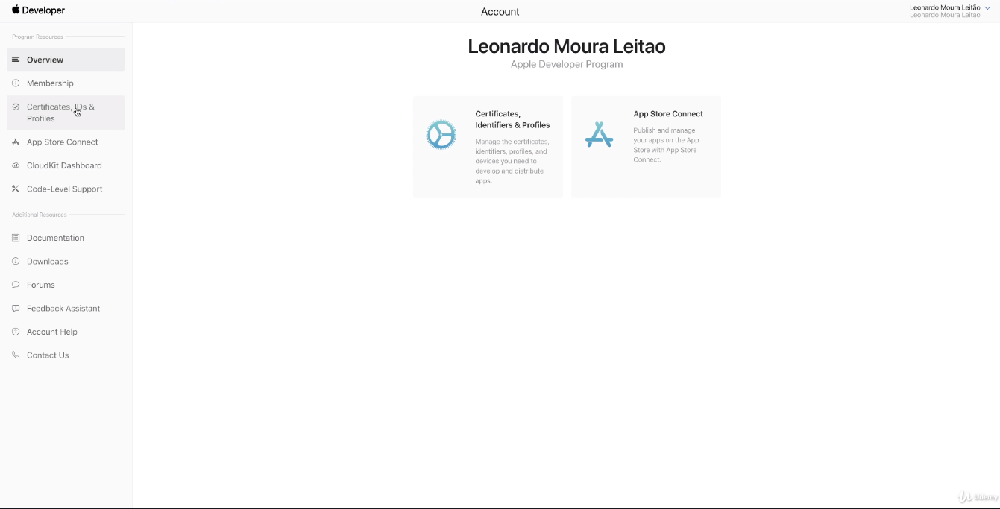 Developer
Account
Leonardo Moura Leitão
Leonardo Moura Leitao
Program Resources
Overview
Membership
Certificates, IDs &
Profiles
App Store Connect
CloudKit Dashboard
Code-Level Support
Additional Resources
Documentation
Downloads
Forums
Feedback Assistant
Account Help
Contact Us
Leonardo Moura Leitao
Apple Developer Program
Certificates,
Identifiers & Profiles
Manage the certificates,
identifiers, profiles, and
devices you need to
develop and distribute
apps.
App Store Connect
Publish and manage
your apps on the App
Store with App Store
Connect.
Udemy